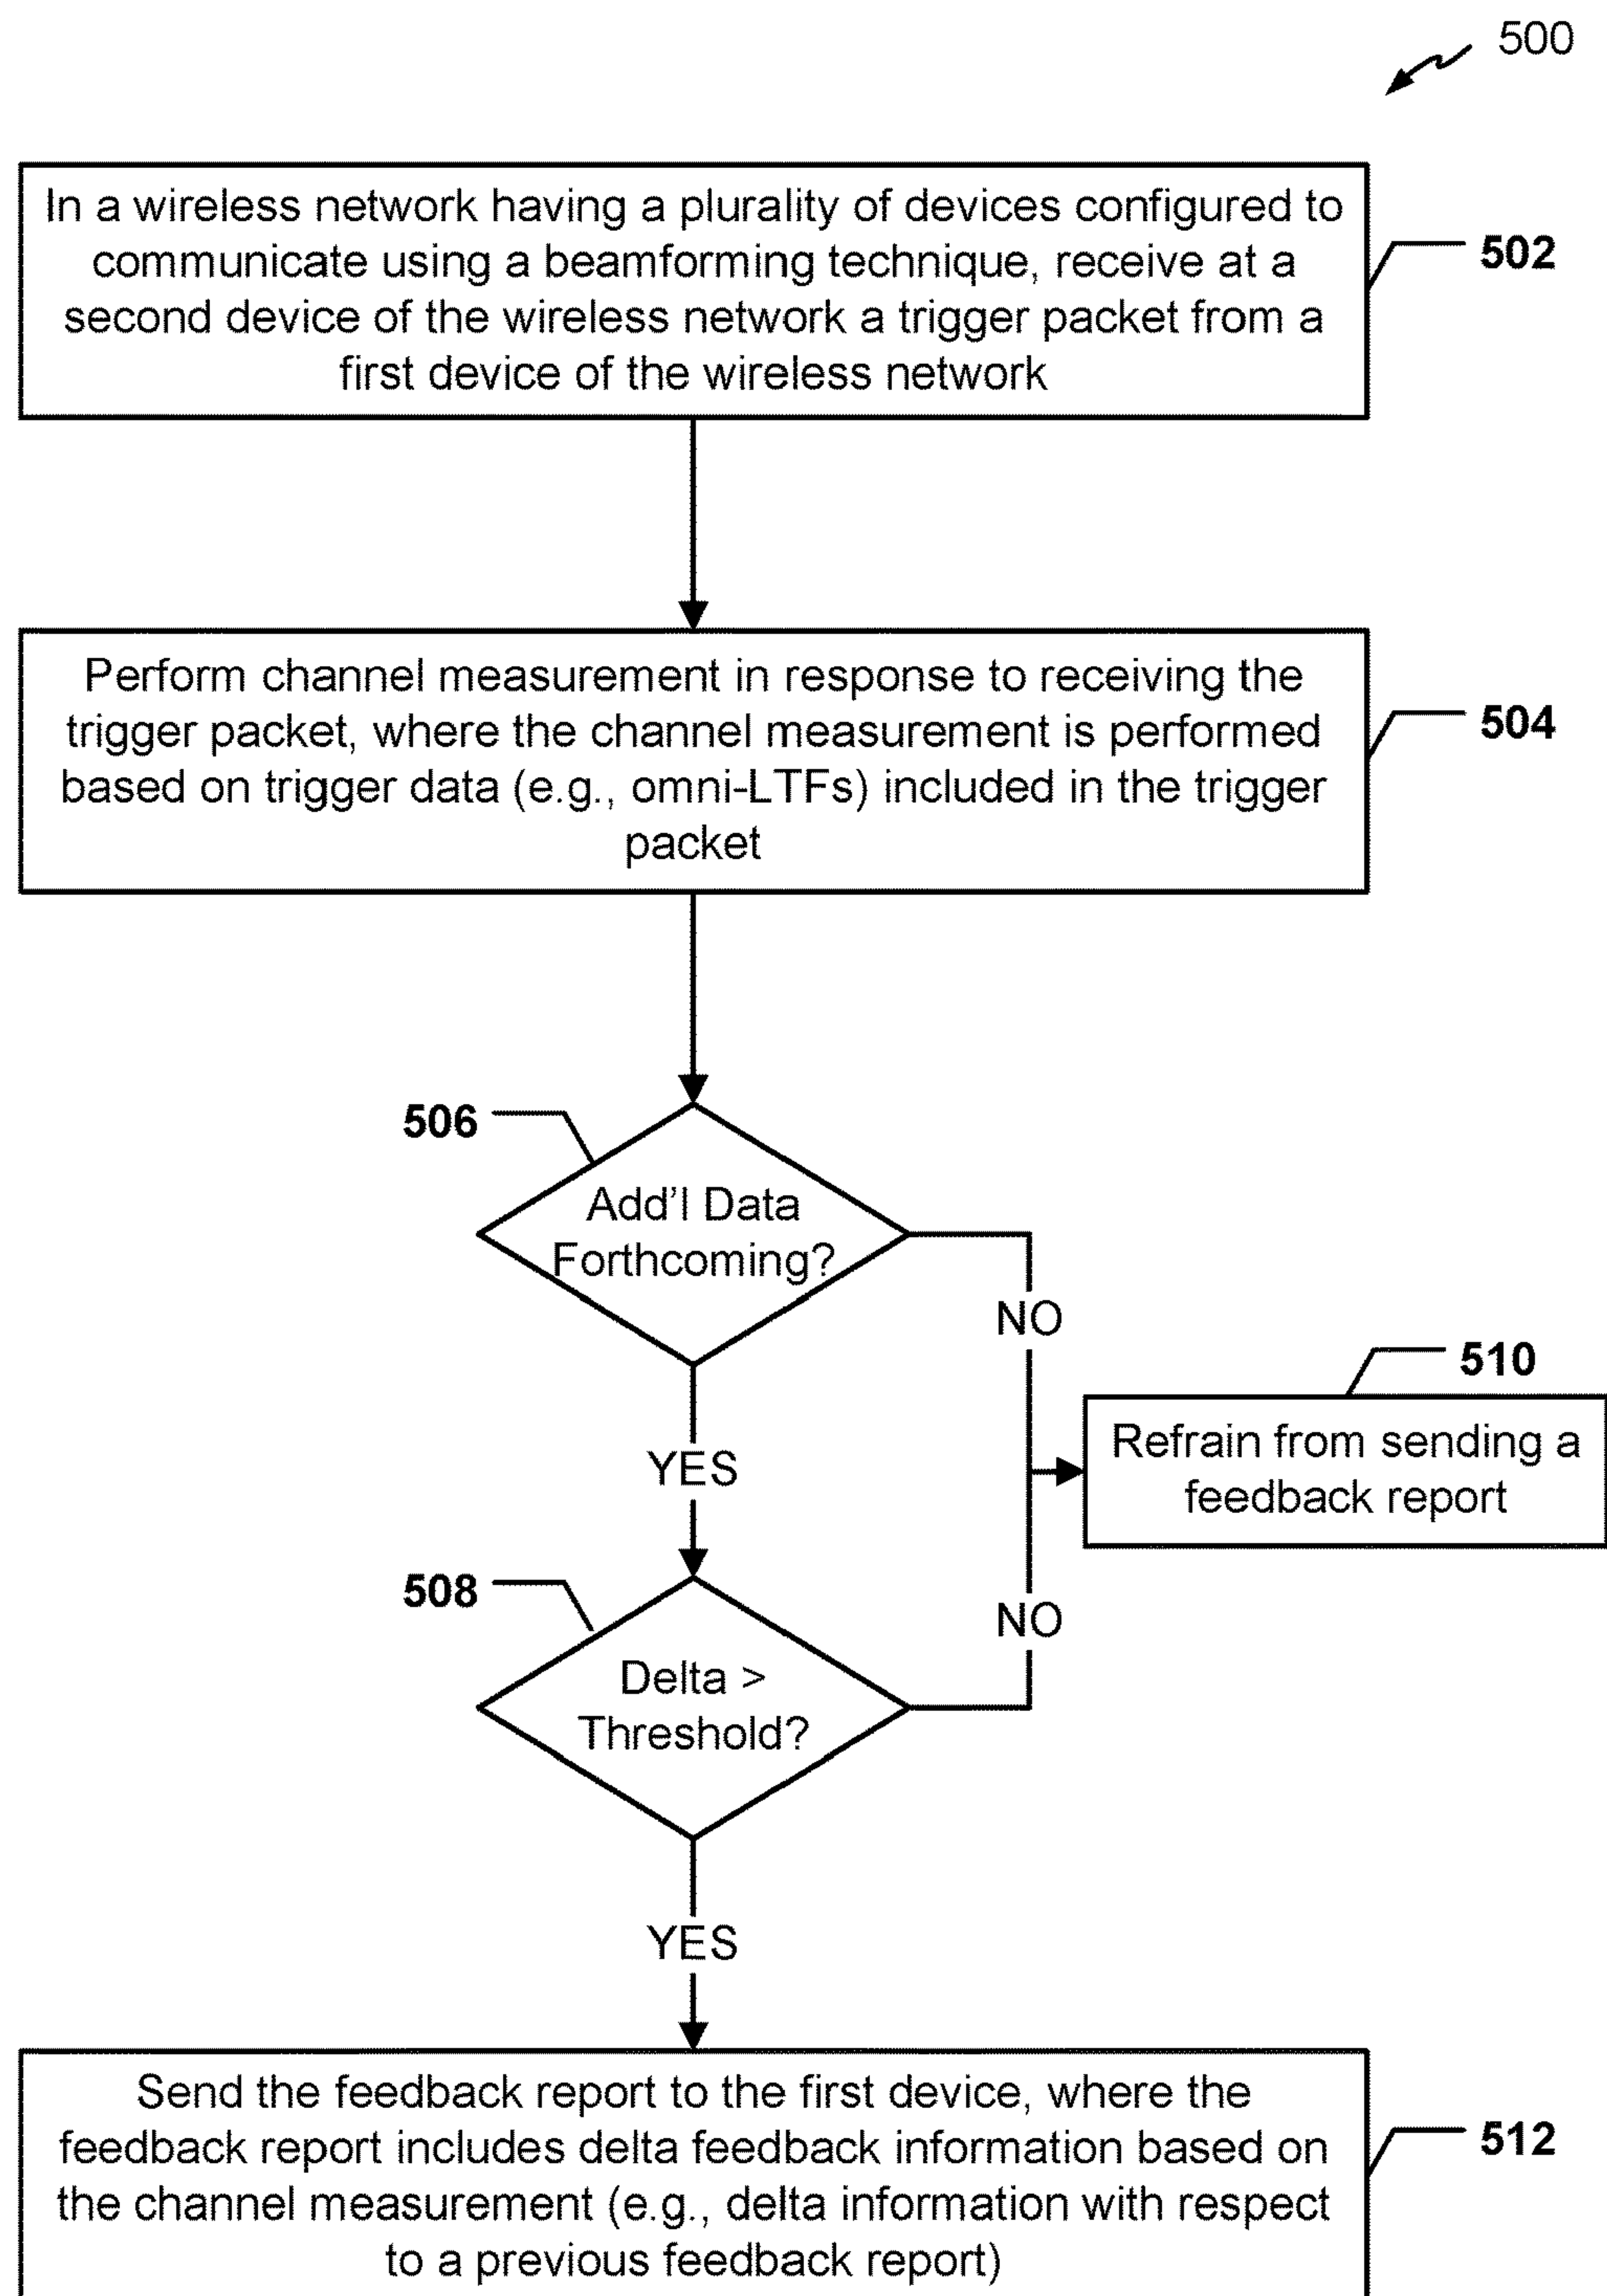 500
In a wireless network having a plurality of devices configured to
communicate using a beamforming technique, receive at a
second device of the wireless network a trigger packet from a
first device of the wireless network
502
Perform channel measurement in response to receiving the
trigger packet, where the channel measurement is performed
based on trigger data (e.g., omni-LTFs) included in the trigger
packet
504
506
Add'l Data
Forthcoming?
NO
YES
510
Refrain from sending a
feedback report
508
Delta >
Threshold?
NO
YES
Send the feedback report to the first device, where the
feedback report includes delta feedback information based on
the channel measurement (e.g., delta information with respect
to a previous feedback report)
512